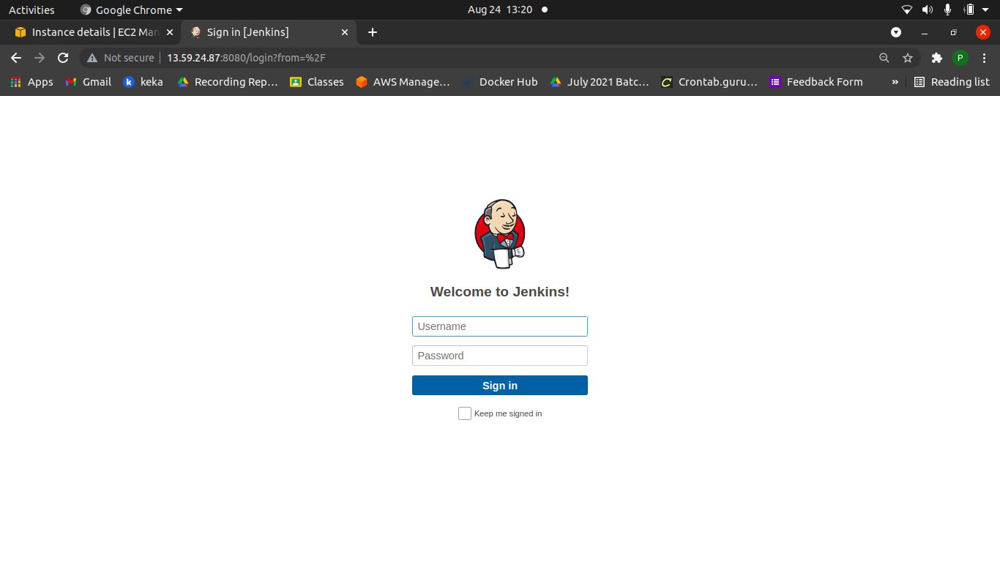 Activities Google Chrome Aug 24 13:20
Instance details | EC2 Man Sign in [Jenkins]
Not secure 13.59.24.87:8080/login?from=%2F P
Apps Gmail k keka Recording Rep... Classes AWS Manage... Docker Hub July 2021 Batc... C Crontab.guru... Feedback Form » Reading list
Welcome to Jenkins!
Username
Password
Sign in
Keep me signed in